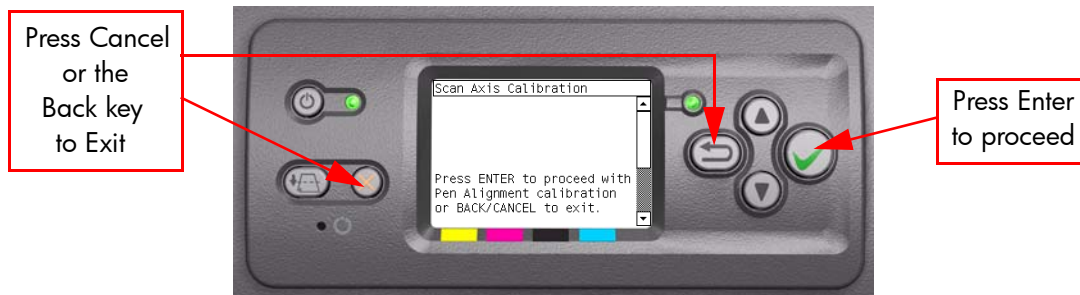 Press Cancel
or the
Back key
to Exit
Scan Axis Calibration
Press ENTER to proceed with
Pen Alignment calibration
or BACK/CANCEL to exit.
Press Enter
to proceed